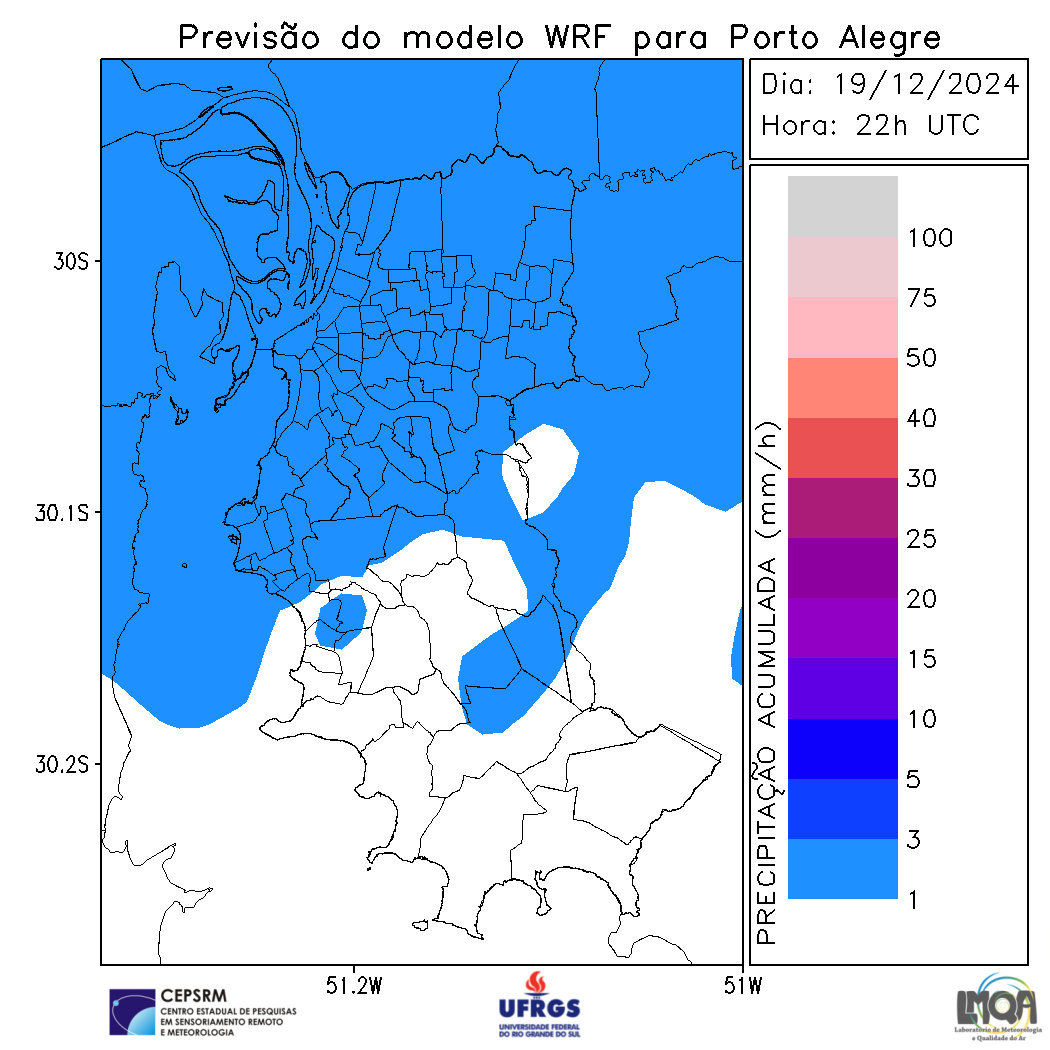 Previsão do modelo WRF para Porto Alegre
Dia: 19/12/2024
Hora: 22h UTC
30S
30.1S
30.2S
51.2W
51W
PRECIPITAÇÃO ACUMULADA (mm/h)
100
75
50
40
30
25
20
15
10
5
3
1
CEPSRM
CENTRO ESTADUAL DE PESQUISAS
EM SENSORIAMENTO REMOTO
E METEOROLOGIA
UFRGS
UNIVERSIDADE FEDERAL
DO RIO GRANDE DO SUL
LMQA
Laboratório de Meteorologia
e Qualidade do Ar